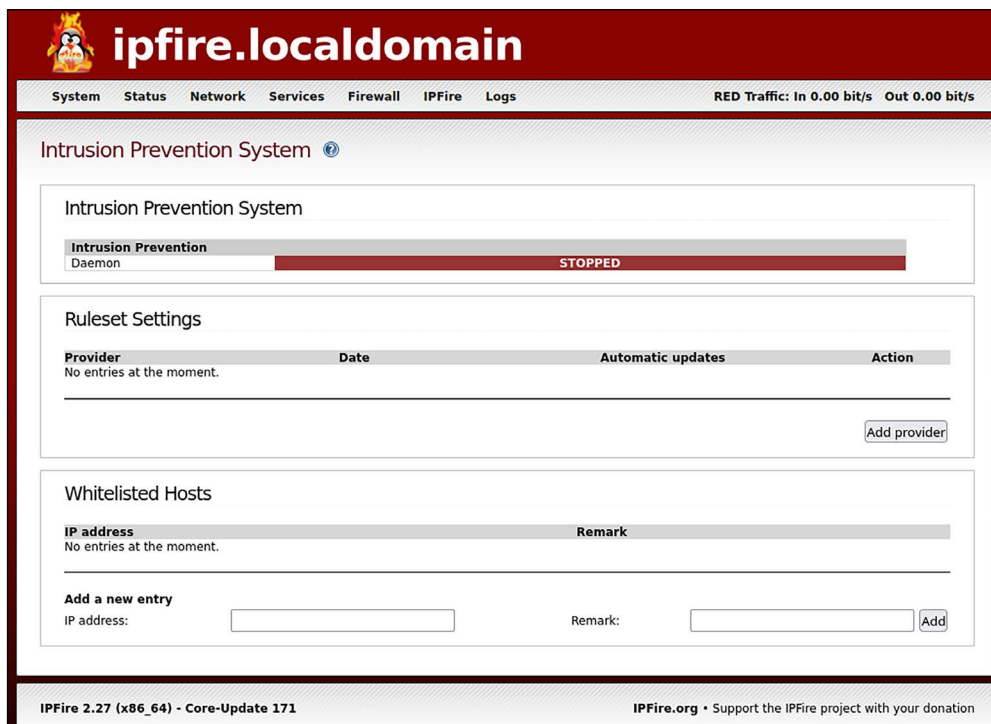 ipfire.localdomain
System Status Network Services Firewall IPFire Logs RED Traffic: In 0.00 bit/s Out 0.00 bit/s
Intrusion Prevention System ?
Intrusion Prevention System
Intrusion Prevention
Daemon STOPPED
Ruleset Settings
Provider Date Automatic updates Action
No entries at the moment.
Add provider
Whitelisted Hosts
IP address Remark
No entries at the moment.
Add a new entry
IP address: Remark: Add
IPFire 2.27 (x86_64) - Core-Update 171 IPFire.org • Support the IPFire project with your donation